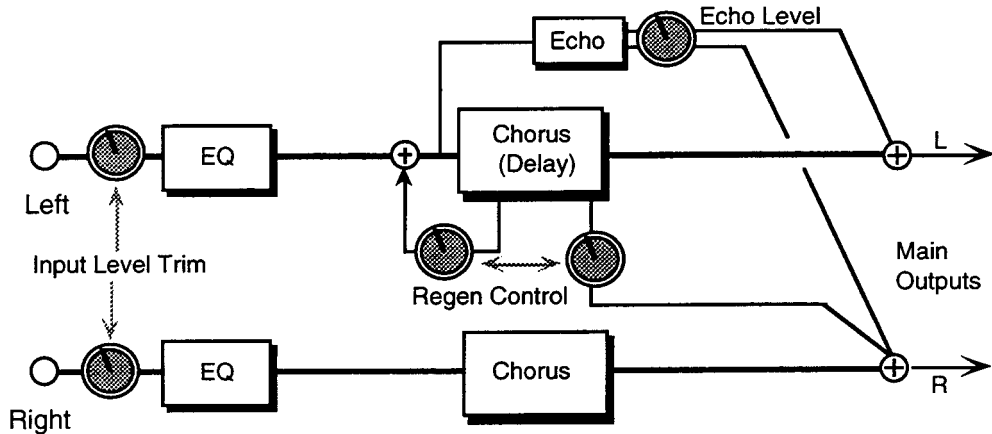 Echo Level
Echo
Chorus
(Delay)
EQ
L
Left
Input Level Trim
Regen Control
Main
Outputs
EQ
Chorus
R
Right